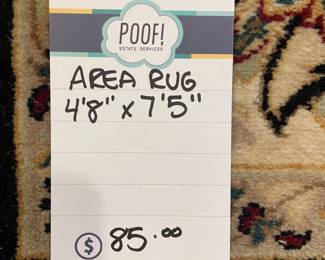 POOF!
ESTATE SERVICES
AREA RUG
4'8" x 7'5"
$ 85.00